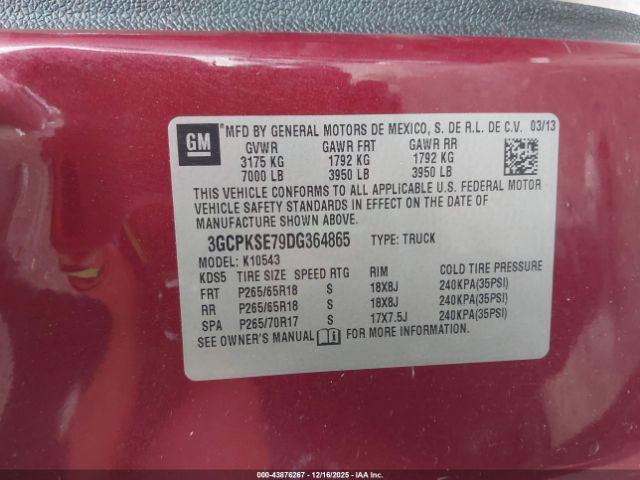 GM
MFD BY GENERAL MOTORS DE MEXICO, S. DE R.L. DE C.V. 03/13
GVWR GAWR FRT GAWR RR
3175 KG 1792 KG 1792 KG
7000 LB 3950 LB 3950 LB
THIS VEHICLE CONFORMS TO ALL APPLICABLE U.S. FEDERAL MOTOR
VEHICLE SAFETY STANDARDS IN EFFECT ON THE DATE OF
MANUFACTURE SHOWN ABOVE.
3GCPKSE79DG364865 TYPE: TRUCK
MODEL: K10543
KDS5 TIRE SIZE SPEED RTG RIM COLD TIRE PRESSURE
FRT P265/65R18 S 18X8J 240KPA(35PSI)
RR P265/65R18 S 18X8J 240KPA(35PSI)
SPA P265/70R17 S 17X7.5J 240KPA(35PSI)
SEE OWNER'S MANUAL FOR MORE INFORMATION.
(200) - 43876267 - 12/16/2025 - IAAI